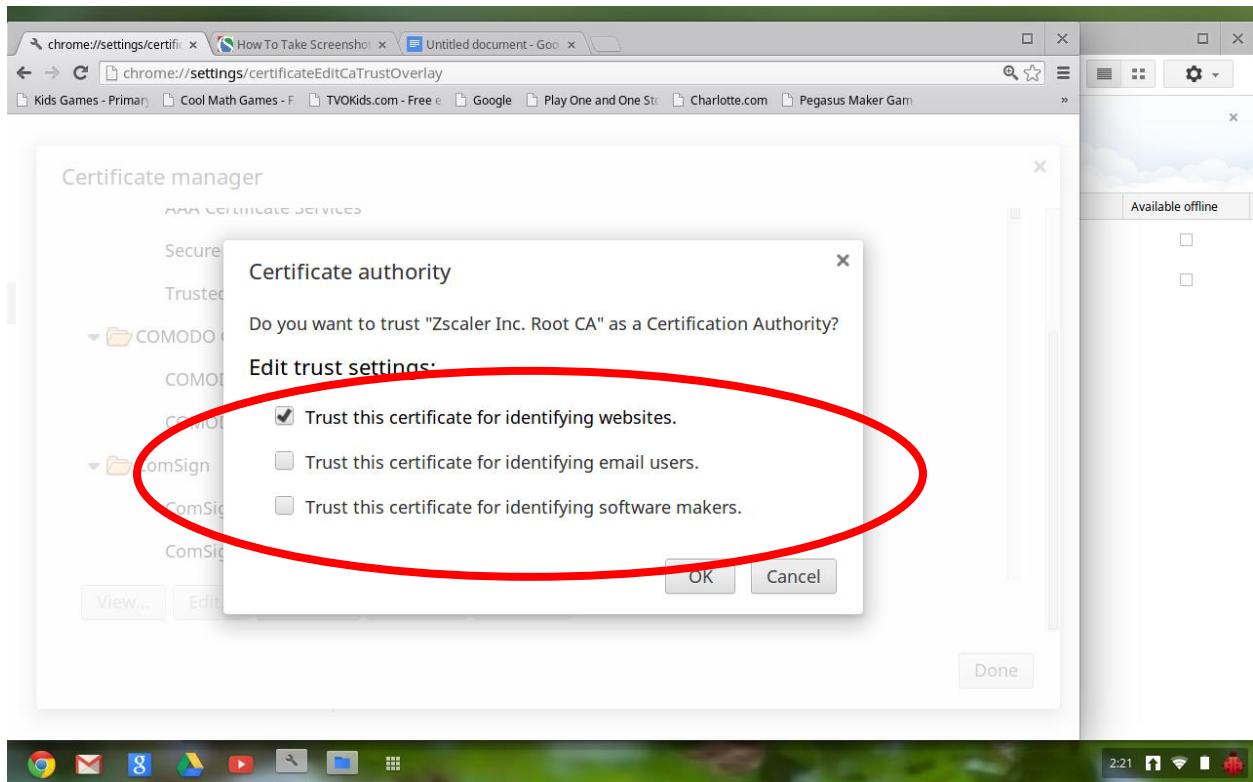 chrome://settings/certific
How To Take Screenshot
Untitled document - Goo
chrome://settings/certificateEditCaTrustOverlay
Kids Games - Primary
Cool Math Games - F
TVOKids.com - Free e
Google
Play One and One Sto
Charlotte.com
Pegasus Maker Gam
»
Certificate manager
Available offline
AAA Certificate Services
Secure
Certificate authority
Trusted
Do you want to trust "Zscaler Inc. Root CA" as a Certification Authority?
COMODO
Edit trust settings:
COMOD
Trust this certificate for identifying websites.
COMOD
Trust this certificate for identifying email users.
ComSign
Trust this certificate for identifying software makers.
ComSig
ComSig
OK
Cancel
View...
Edit
Done
8
2:21